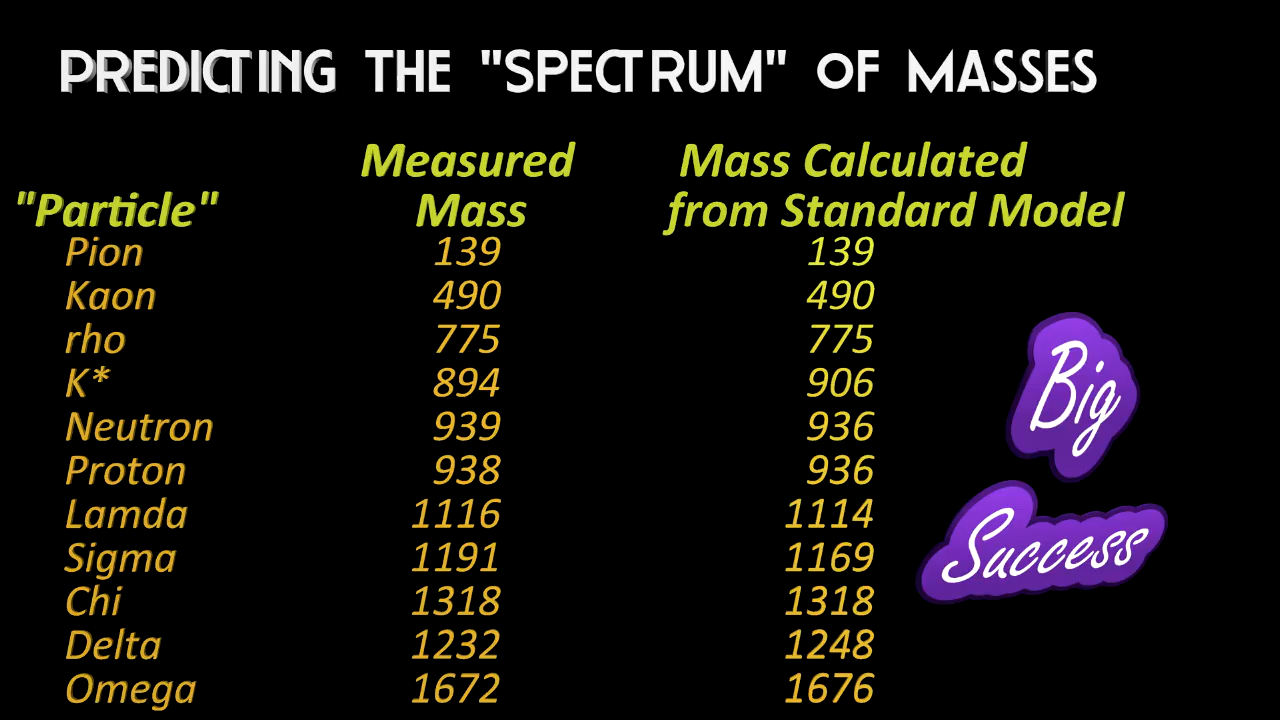 PREDICTING THE "SPECTRUM" OF MASSES
Measured Mass Calculated
"Particle" Mass from Standard Model
Pion 139 139
Kaon 490 490
rho 775 775
K* 894 906
Neutron 939 936
Proton 938 936
Lamda 1116 1114
Sigma 1191 1169
Chi 1318 1318
Delta 1232 1248
Omega 1672 1676
Big
Success